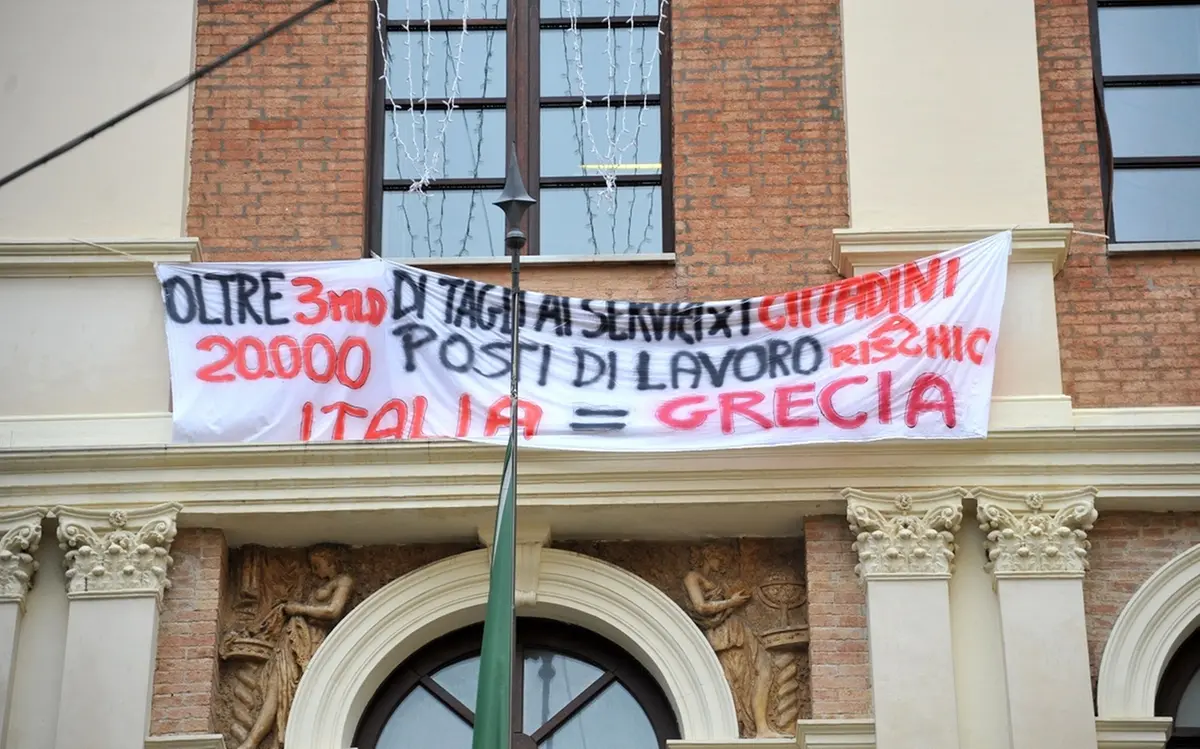 OLTRE 3MLD DI TAGLI AI SERVIZI X I CITTADINI
20.000 POSTI DI LAVORO A RISCHIO
ITALIA = GRECIA